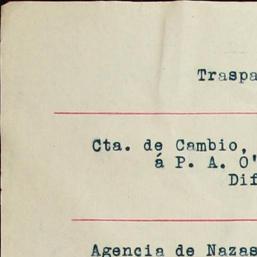 Traspa
Cta. de Cambio,
á P. A. O'
Dif
Agencia de Nazas